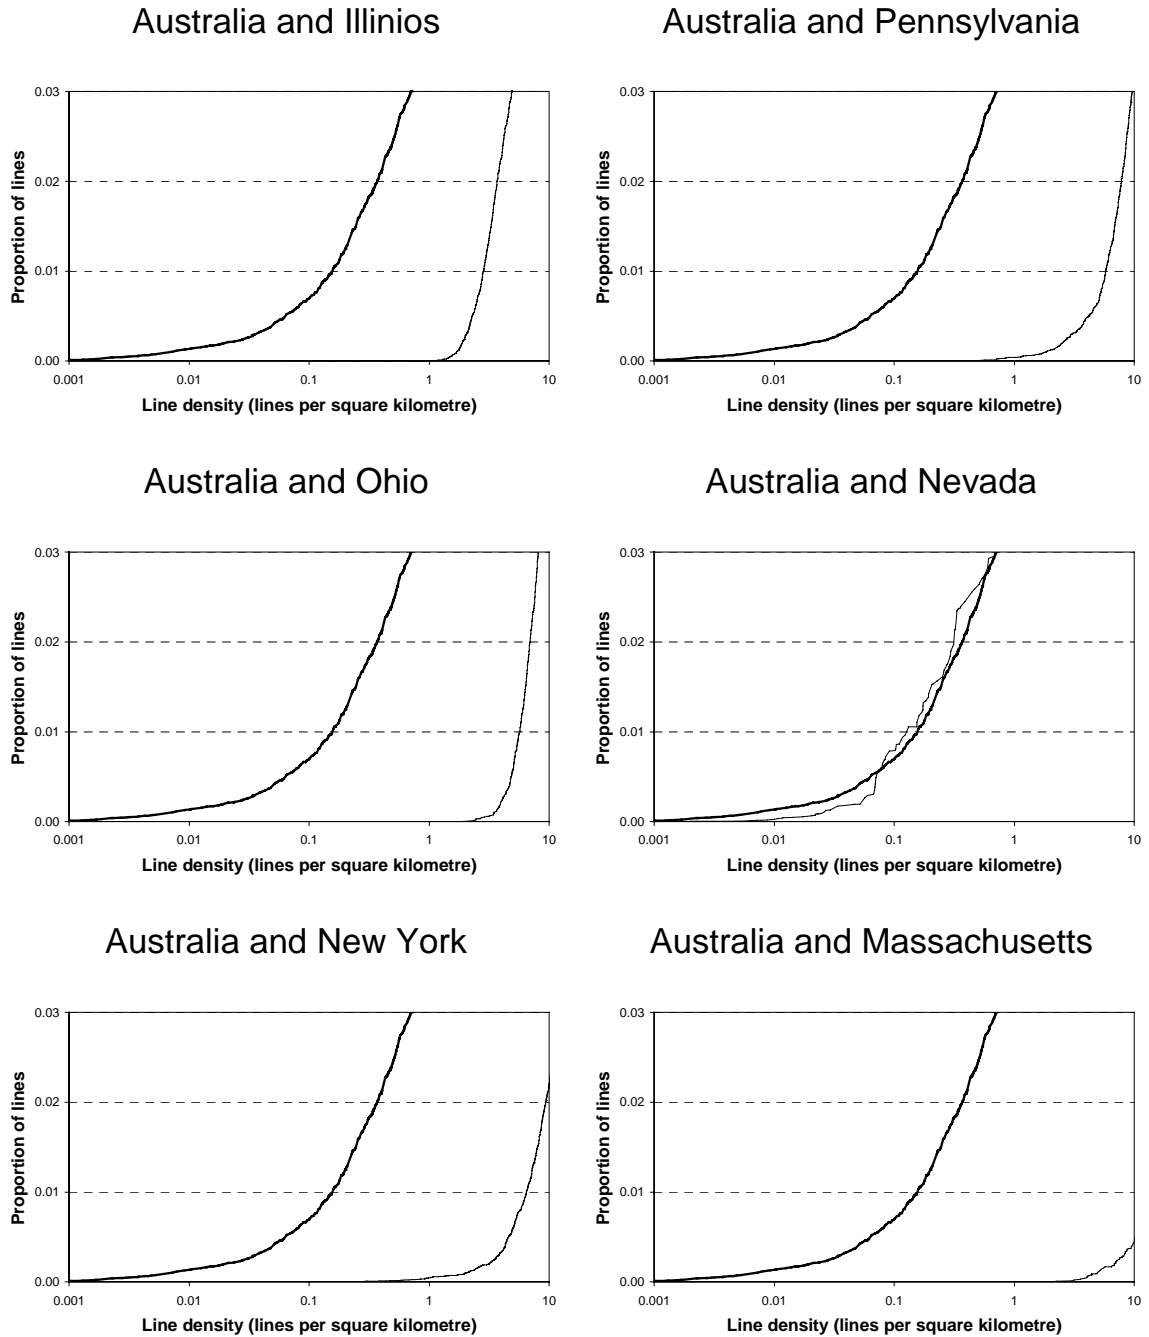 Australia and Illinios
0.03
0.02
0.01
0.00
Proportion of lines
0.001 0.01 0.1 1 10
Line density (lines per square kilometre)
Australia and Pennsylvania
0.03
0.02
0.01
0.00
Proportion of lines
0.001 0.01 0.1 1 10
Line density (lines per square kilometre)
Australia and Ohio
0.03
0.02
0.01
0.00
Proportion of lines
0.001 0.01 0.1 1 10
Line density (lines per square kilometre)
Australia and Nevada
0.03
0.02
0.01
0.00
Proportion of lines
0.001 0.01 0.1 1 10
Line density (lines per square kilometre)
Australia and New York
0.03
0.02
0.01
0.00
Proportion of lines
0.001 0.01 0.1 1 10
Line density (lines per square kilometre)
Australia and Massachusetts
0.03
0.02
0.01
0.00
Proportion of lines
0.001 0.01 0.1 1 10
Line density (lines per square kilometre)